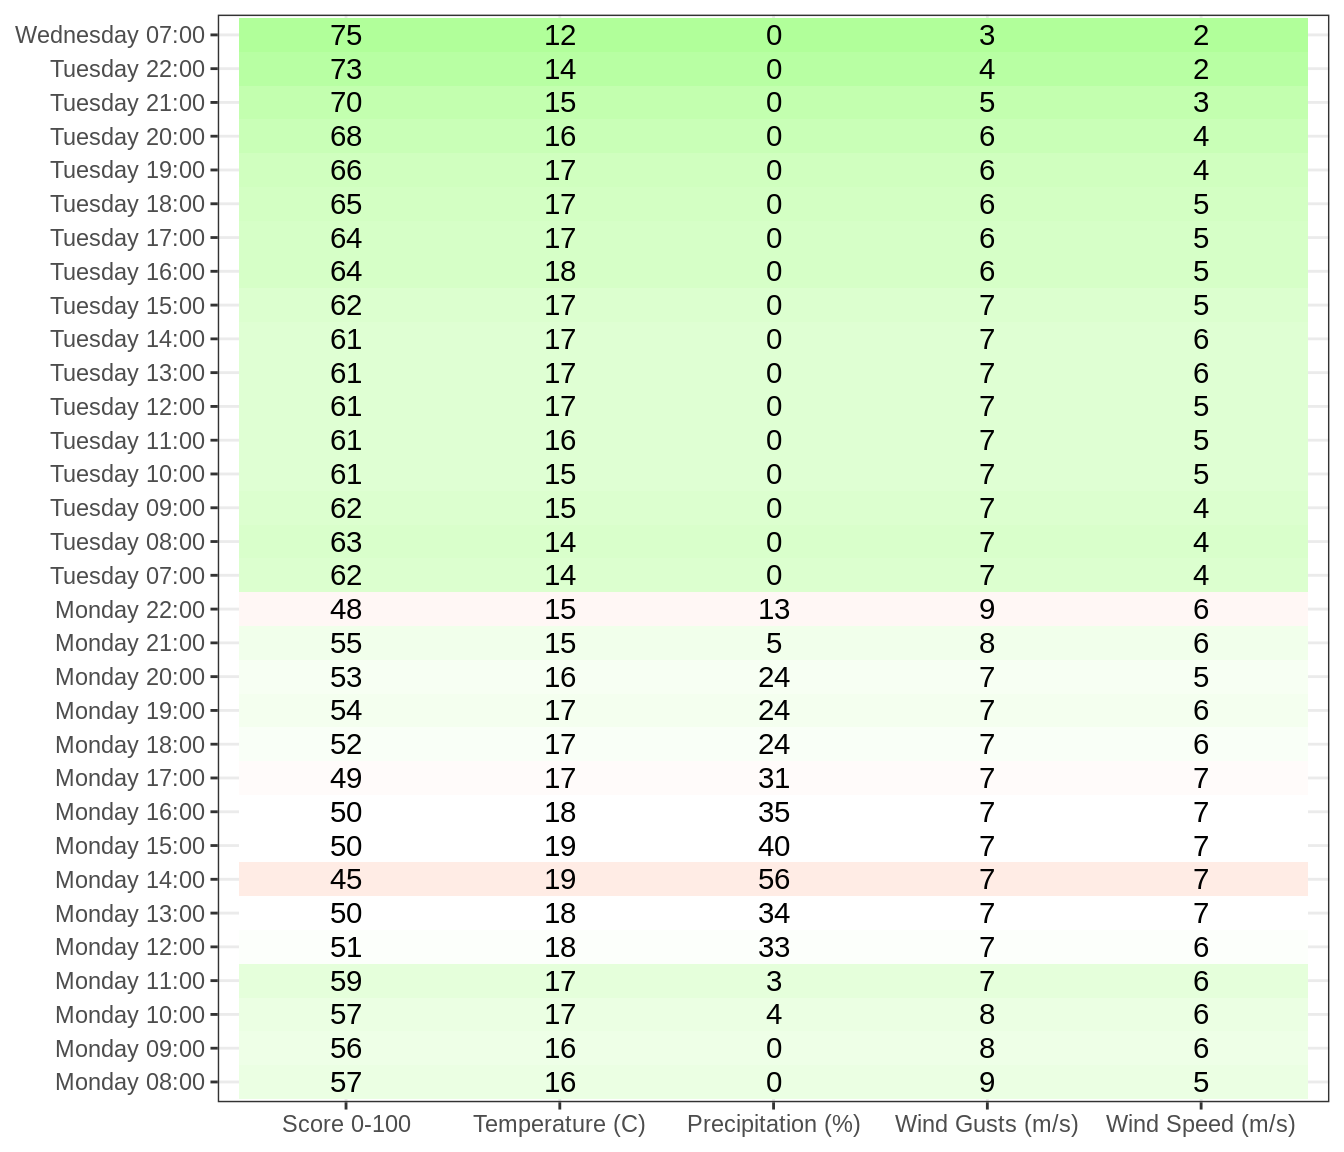 Wednesday 07:00 75 12 0 3 2
Tuesday 22:00 73 14 0 4 2
Tuesday 21:00 70 15 0 5 3
Tuesday 20:00 68 16 0 6 4
Tuesday 19:00 66 17 0 6 4
Tuesday 18:00 65 17 0 6 5
Tuesday 17:00 64 17 0 6 5
Tuesday 16:00 64 18 0 6 5
Tuesday 15:00 62 17 0 7 5
Tuesday 14:00 61 17 0 7 6
Tuesday 13:00 61 17 0 7 6
Tuesday 12:00 61 17 0 7 5
Tuesday 11:00 61 16 0 7 5
Tuesday 10:00 61 15 0 7 5
Tuesday 09:00 62 15 0 7 4
Tuesday 08:00 63 14 0 7 4
Tuesday 07:00 62 14 0 7 4
Monday 22:00 48 15 13 9 6
Monday 21:00 55 15 5 8 6
Monday 20:00 53 16 24 7 5
Monday 19:00 54 17 24 7 6
Monday 18:00 52 17 24 7 6
Monday 17:00 49 17 31 7 7
Monday 16:00 50 18 35 7 7
Monday 15:00 50 19 40 7 7
Monday 14:00 45 19 56 7 7
Monday 13:00 50 18 34 7 7
Monday 12:00 51 18 33 7 6
Monday 11:00 59 17 3 7 6
Monday 10:00 57 17 4 8 6
Monday 09:00 56 16 0 8 6
Monday 08:00 57 16 0 9 5
Score 0-100 Temperature (C) Precipitation (%) Wind Gusts (m/s) Wind Speed (m/s)